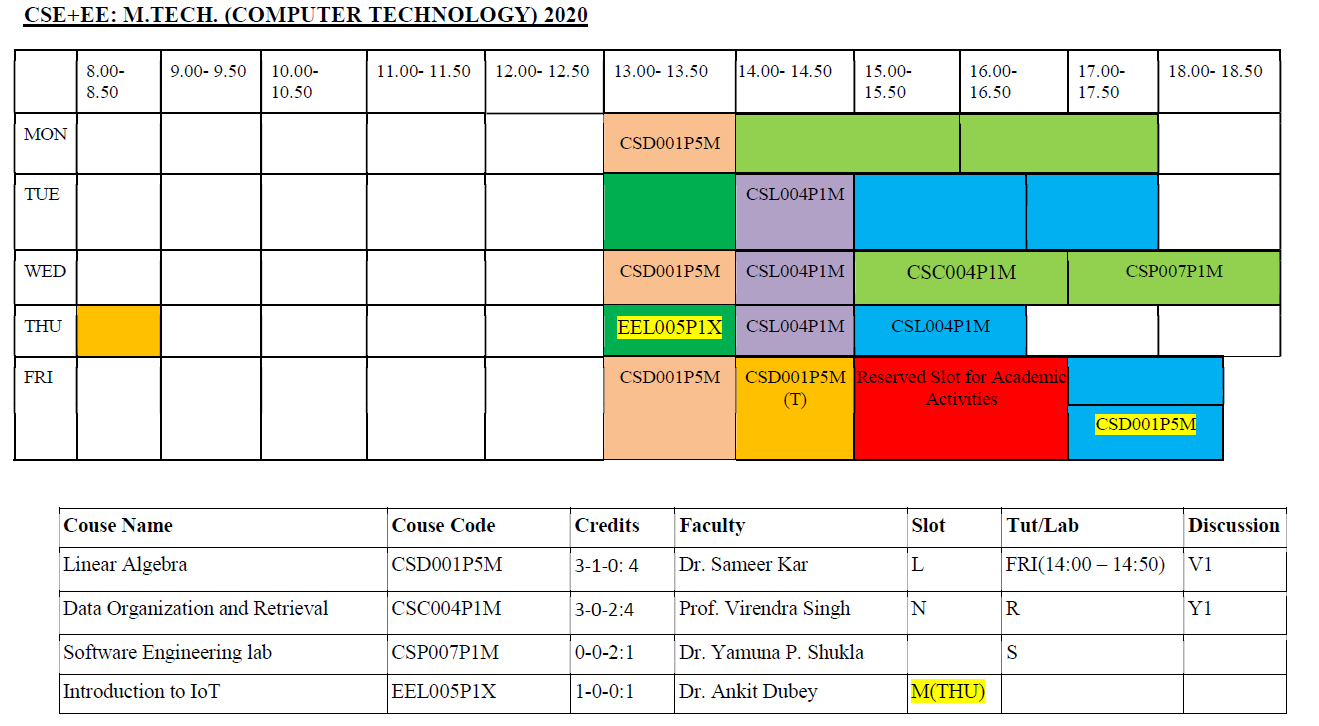 CSE+EE: M.TECH. (COMPUTER TECHNOLOGY) 2020
8.00- 8.50 9.00- 9.50 10.00- 10.50 11.00- 11.50 12.00- 12.50 13.00- 13.50 14.00- 14.50 15.00- 15.50 16.00- 16.50 17.00- 17.50 18.00- 18.50
MON CSD001P5M
TUE CSL004P1M
WED CSD001P5M CSL004P1M CSC004P1M CSP007P1M
THU EEL005P1X CSL004P1M CSL004P1M
FRI CSD001P5M CSD001P5M (T) Reserved Slot for Academic Activities
CSD001P5M
Couse Name Couse Code Credits Faculty Slot Tut/Lab Discussion
Linear Algebra CSD001P5M 3-1-0: 4 Dr. Sameer Kar L FRI(14:00 – 14:50) V1
Data Organization and Retrieval CSC004P1M 3-0-2:4 Prof. Virendra Singh N R Y1
Software Engineering lab CSP007P1M 0-0-2:1 Dr. Yamuna P. Shukla S
Introduction to IoT EEL005P1X 1-0-0:1 Dr. Ankit Dubey M(THU)